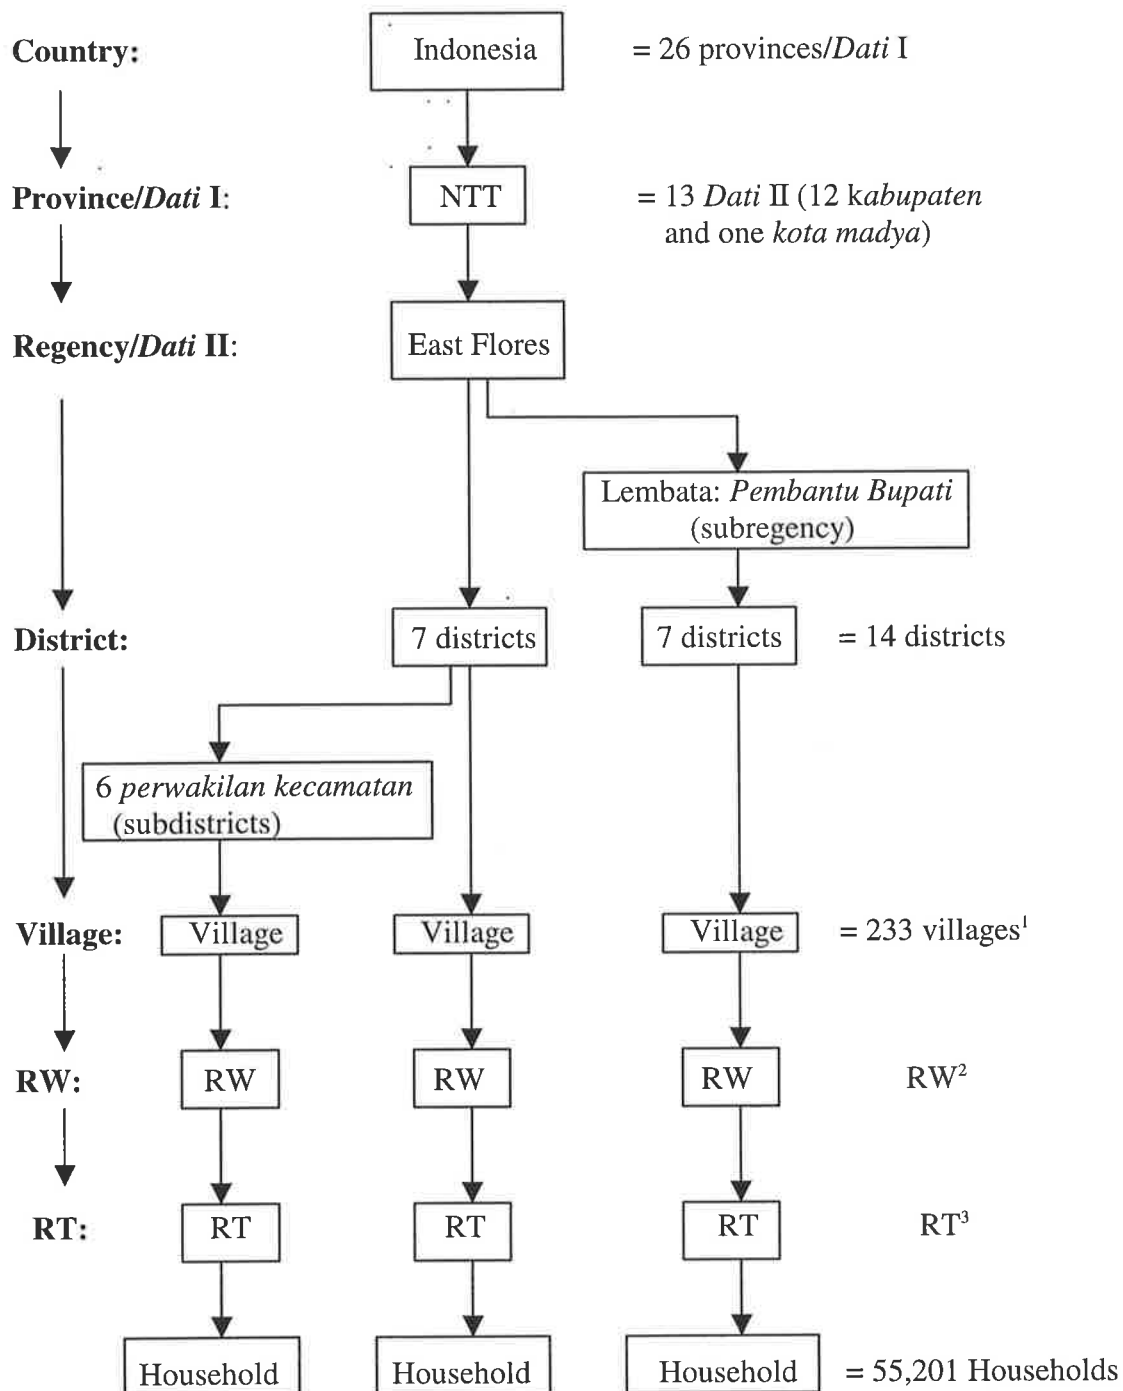 Country: Indonesia = 26 provinces/Dati I
Province/Dati I: NTT = 13 Dati II (12 kabupaten
and one kota madya)
Regency/Dati II: East Flores
Lembata: Pembantu Bupati
(subregency)
District: 7 districts 7 districts = 14 districts
6 perwakilan kecamatan
(subdistricts)
Village: Village Village Village = 233 villages¹
RW: RW RW RW RW²
RT: RT RT RT RT³
Household Household Household = 55,201 Households